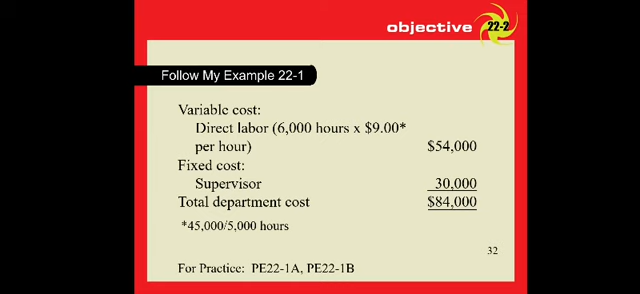 objective 22-2
Follow My Example 22-1
Variable cost:
Direct labor (6,000 hours x $9.00*
per hour) $54,000
Fixed cost:
Supervisor 30,000
Total department cost $84,000
*45,000/5,000 hours
32
For Practice: PE22-1A, PE22-1B